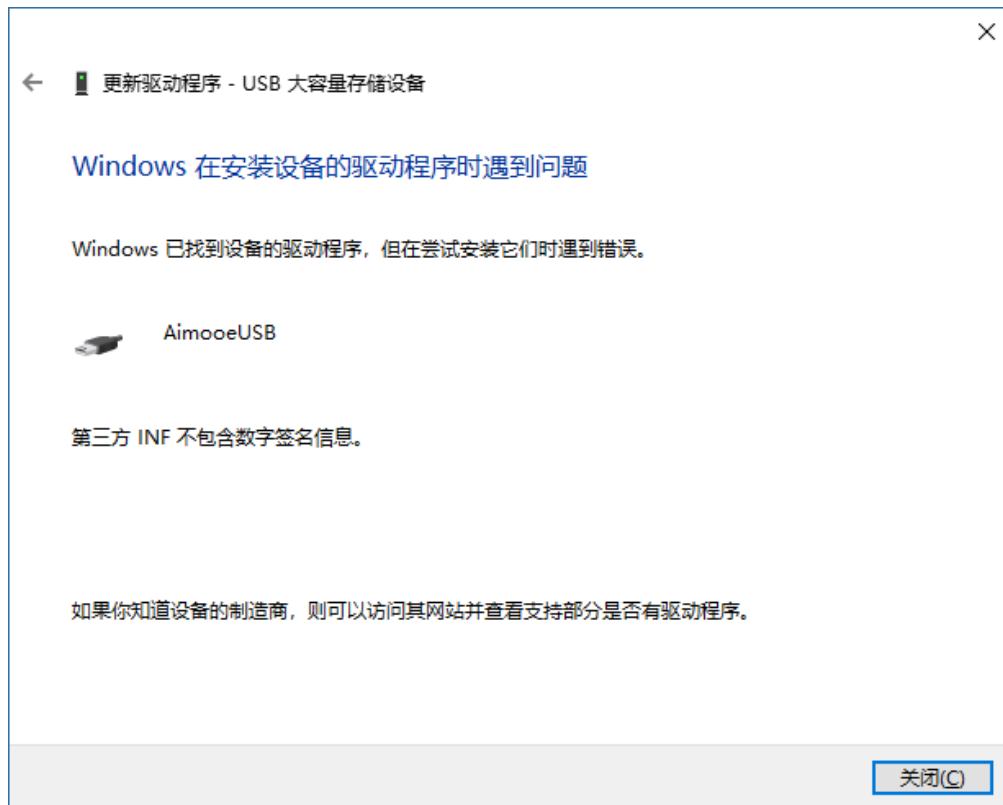 更新驱动程序 - USB 大容量存储设备
Windows 在安装设备的驱动程序时遇到问题
Windows 已找到设备的驱动程序，但在尝试安装它们时遇到错误。
AimooeUSB
第三方 INF 不包含数字签名信息。
如果你知道设备的制造商，则可以访问其网站并查看支持部分是否有驱动程序。
关闭(C)